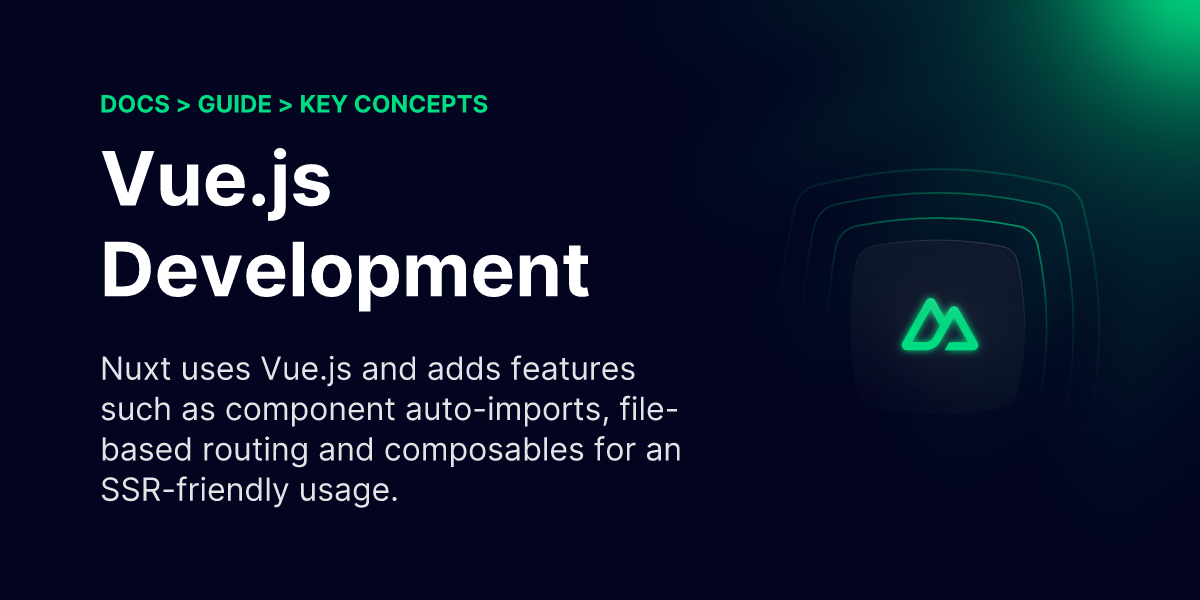 DOCS > GUIDE > KEY CONCEPTS
Vue.js
Development
Nuxt uses Vue.js and adds features
such as component auto-imports, file-
based routing and composables for an
SSR-friendly usage.